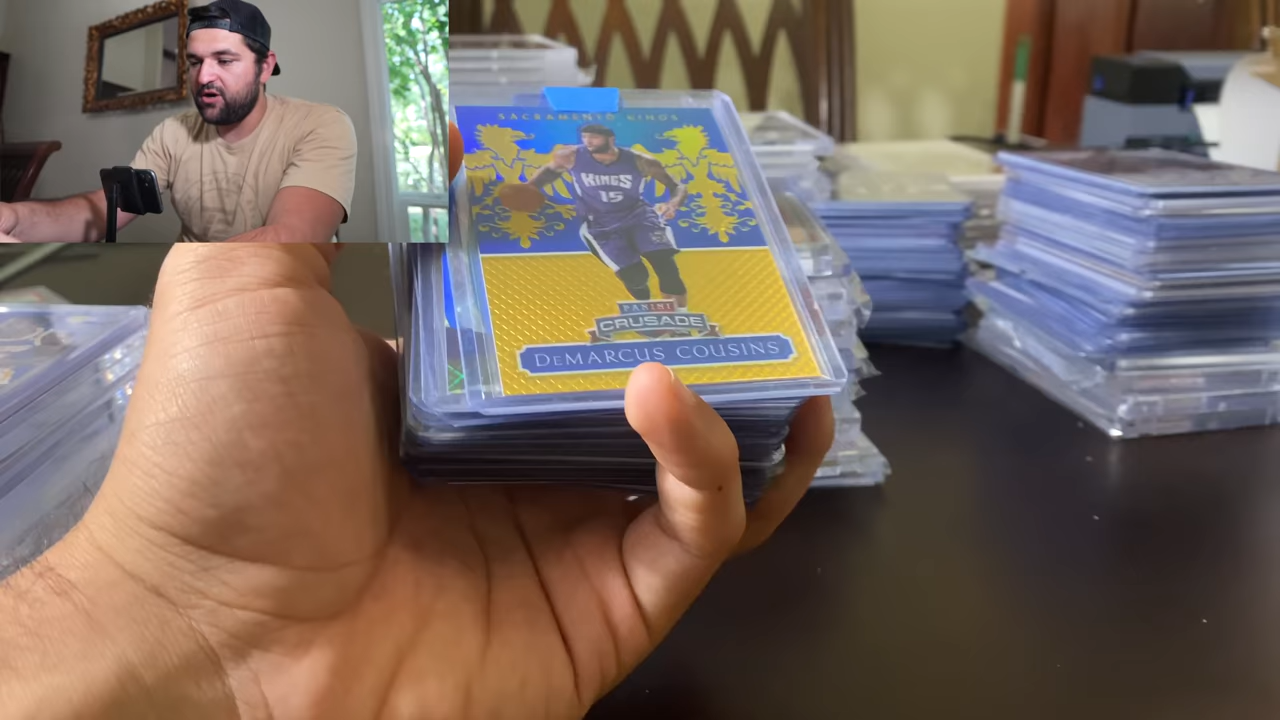 SACRAMENTO KINGS
KINGS
15
PANINI
CRUSADE
DEMARCUS COUSINS